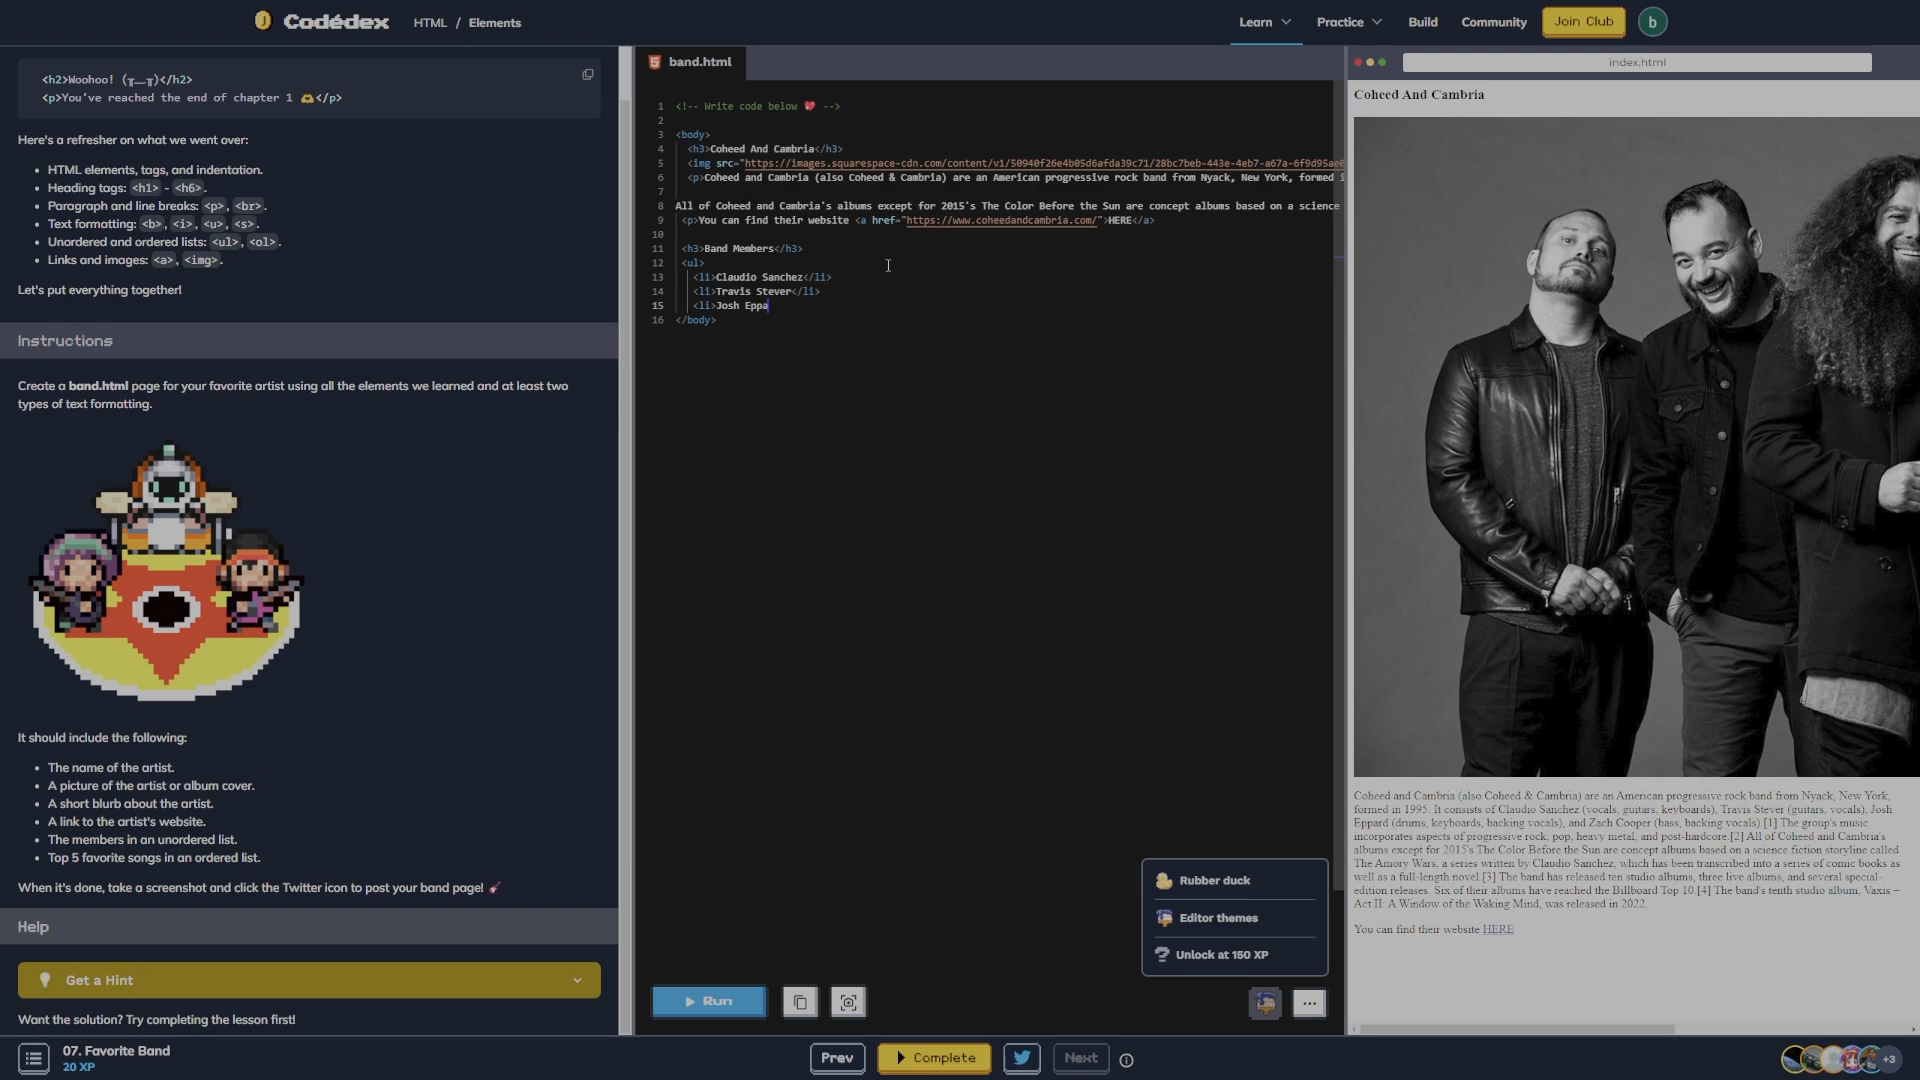 Codédex
HTML / Elements
Learn
Practice
Build
Community
Join Club
b
<h2>Woohoo! (╥﹏╥)</h2>
<p>You've reached the end of chapter 1 🫶</p>
Here's a refresher on what we went over:
• HTML elements, tags, and indentation.
• Heading tags: <h1> - <h6>.
• Paragraph and line breaks: <p>, <br>.
• Text formatting: <b>, <i>, <u>, <s>.
• Unordered and ordered lists: <ul>, <ol>.
• Links and images: <a>, <img>.
Let's put everything together!
Instructions
Create a band.html page for your favorite artist using all the elements we learned and at least two
types of text formatting.
It should include the following:
• The name of the artist.
• A picture of the artist or album cover.
• A short blurb about the artist.
• A link to the artist's website.
• The members in an unordered list.
• Top 5 favorite songs in an ordered list.
When it's done, take a screenshot and click the Twitter icon to post your band page! 🎸
Help
Get a Hint
Want the solution? Try completing the lesson first!
band.html
1 <!-- Write code below 💖 -->
2
3 <body>
4 <h3>Coheed And Cambria</h3>
5 <img src="https://images.squarespace-cdn.com/content/v1/50940f26e4b05d6afda39c71/28bc7beb-443e-4eb7-a67a-6f9d95ae
6 <p>Coheed and Cambria (also Coheed & Cambria) are an American progressive rock band from Nyack, New York, formed i
7
8 All of Coheed and Cambria's albums except for 2015's The Color Before the Sun are concept albums based on a science
9 <p>You can find their website <a href="https://www.coheedandcambria.com/">HERE</a>
10
11 <h3>Band Members</h3>
12 <ul>
13 <li>Claudio Sanchez</li>
14 <li>Travis Stever</li>
15 <li>Josh Eppa
16 </body>
Rubber duck
Editor themes
Unlock at 150 XP
Run
index.html
Coheed And Cambria
Coheed and Cambria (also Coheed & Cambria) are an American progressive rock band from Nyack, New York,
formed in 1995. It consists of Claudio Sanchez (vocals, guitars, keyboards), Travis Stever (guitars, vocals), Josh
Eppard (drums, keyboards, backing vocals), and Zach Cooper (bass, backing vocals).[1] The group's music
incorporates aspects of progressive rock, pop, heavy metal, and post-hardcore.[2] All of Coheed and Cambria's
albums except for 2015's The Color Before the Sun are concept albums based on a science fiction storyline called
The Amory Wars, a series written by Claudio Sanchez, which has been transcribed into a series of comic books as
well as a full-length novel.[3] The band has released ten studio albums, three live albums, and several special-
edition releases. Six of their albums have reached the Billboard Top 10.[4] The band's tenth studio album, Vaxis –
Act II: A Window of the Waking Mind, was released in 2022.
You can find their website HERE
07. Favorite Band
20 XP
Prev
Complete
Next
+3